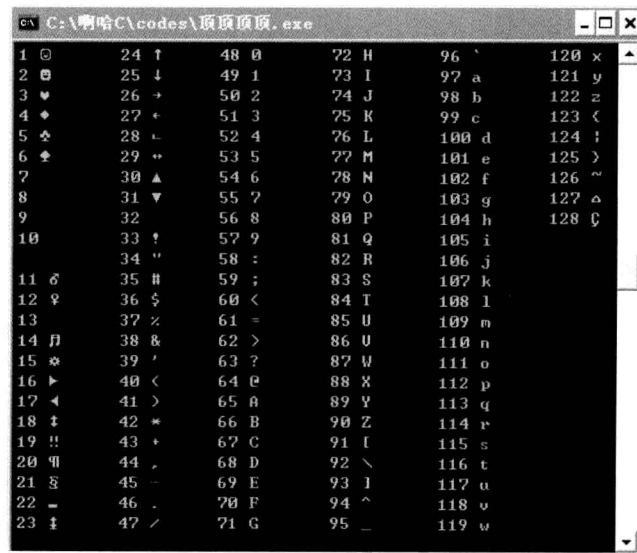 C:\啊哈C\codes\顶顶顶顶.exe
1 ☺ 24 ↑ 48 0 72 H 96 ` 120 x
2 ☻ 25 ↓ 49 1 73 I 97 a 121 y
3 ♥ 26 → 50 2 74 J 98 b 122 z
4 ♦ 27 ← 51 3 75 K 99 c 123 {
5 ♣ 28 ∟ 52 4 76 L 100 d 124 ¦
6 ♠ 29 ↔ 53 5 77 M 101 e 125 }
7 30 ▲ 54 6 78 N 102 f 126 ~
8 31 ▼ 55 7 79 O 103 g 127 ⌂
9 32 56 8 80 P 104 h 128 Ç
10 33 ! 57 9 81 Q 105 i
34 " 58 : 82 R 106 j
11 ♂ 35 # 59 ; 83 S 107 k
12 ♀ 36 $ 60 < 84 T 108 l
13 37 % 61 = 85 U 109 m
14 ♫ 38 & 62 > 86 V 110 n
15 ☼ 39 ' 63 ? 87 W 111 o
16 ► 40 ( 64 @ 88 X 112 p
17 ◄ 41 ) 65 A 89 Y 113 q
18 ↕ 42 * 66 B 90 Z 114 r
19 ‼ 43 + 67 C 91 [ 115 s
20 ¶ 44 , 68 D 92 \ 116 t
21 § 45 - 69 E 93 ] 117 u
22 ▬ 46 . 70 F 94 ^ 118 v
23 ↨ 47 / 71 G 95 _ 119 w